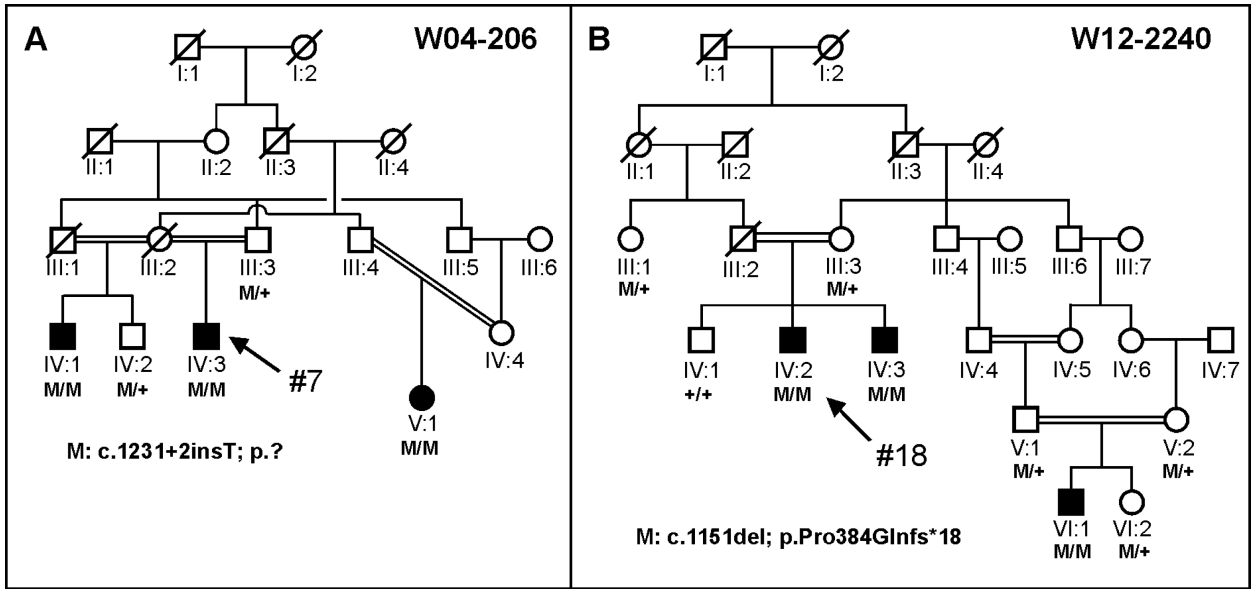 A W04-206
I:1 I:2
II:1 II:2 II:3 II:4
III:1 III:2 III:3 III:4 III:5 III:6
M/+
IV:1 IV:2 IV:3 IV:4
M/M M/+ M/M
#7
V:1
M/M
M: c.1231+2insT; p.?
B W12-2240
I:1 I:2
II:1 II:2 II:3 II:4
III:1 III:2 III:3 III:4 III:5 III:6 III:7
M/+ M/+
IV:1 IV:2 IV:3 IV:4 IV:5 IV:6 IV:7
+/+ M/M M/M
#18
V:1 V:2
M/+ M/+
VI:1 VI:2
M/M M/+
M: c.1151del; p.Pro384Glnfs*18